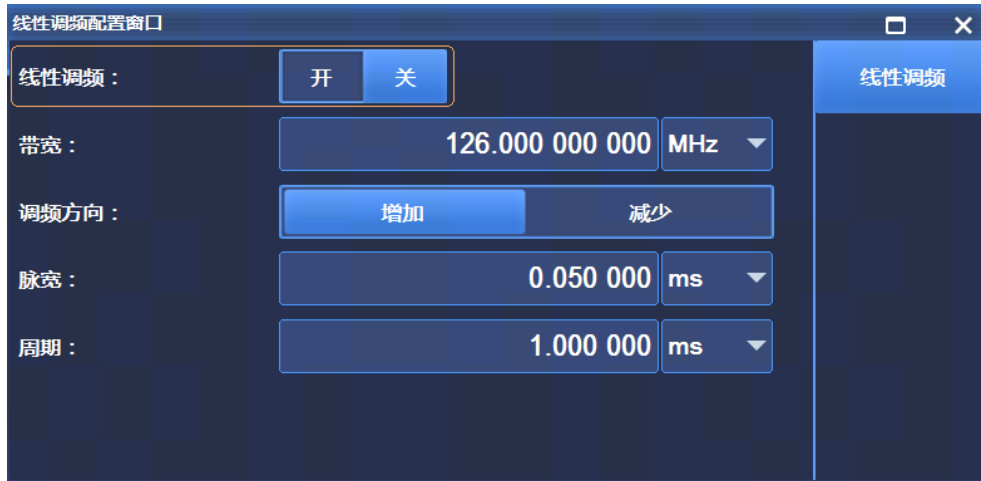 线性调频配置窗口
线性调频： 开 关 线性调频
带宽： 126.000 000 000 MHz
调频方向： 增加 减少
脉宽： 0.050 000 ms
周期： 1.000 000 ms